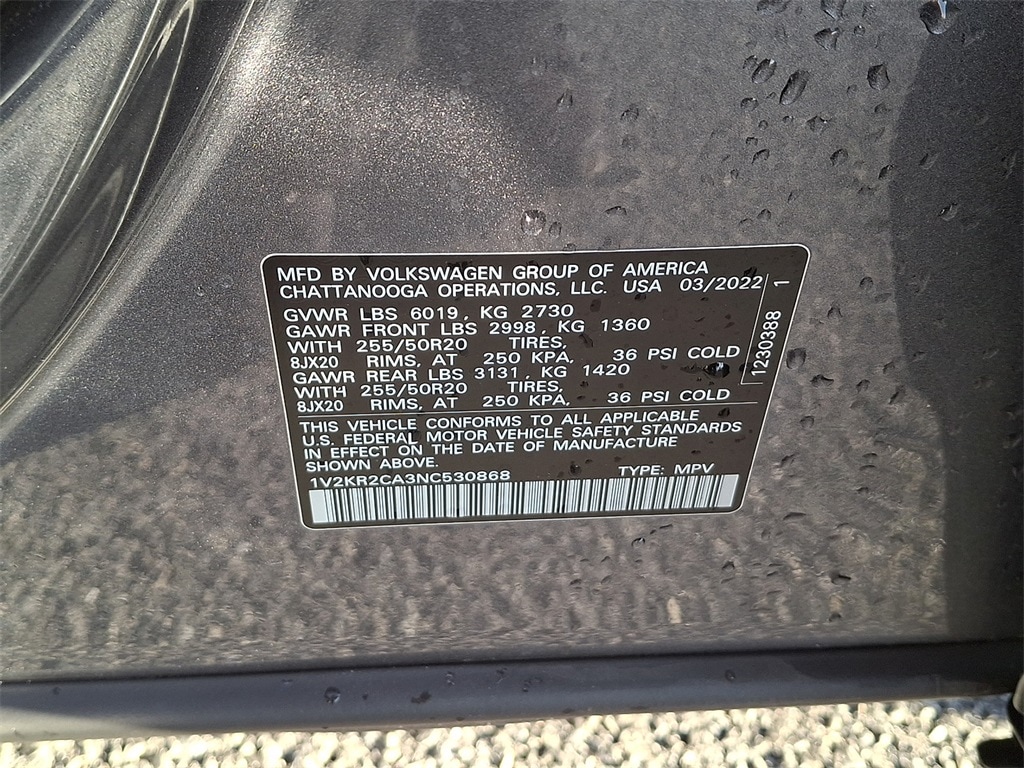 MFD BY VOLKSWAGEN GROUP OF AMERICA
CHATTANOOGA OPERATIONS, LLC. USA 03/2022
GVWR LBS 6019, KG 2730
GAWR FRONT LBS 2998, KG 1360
WITH 255/50R20 TIRES,
8JX20 RIMS, AT 250 KPA, 36 PSI COLD
GAWR REAR LBS 3131, KG 1420
WITH 255/50R20 TIRES,
8JX20 RIMS, AT 250 KPA, 36 PSI COLD
1230388 1
THIS VEHICLE CONFORMS TO ALL APPLICABLE
U.S. FEDERAL MOTOR VEHICLE SAFETY STANDARDS
IN EFFECT ON THE DATE OF MANUFACTURE
SHOWN ABOVE.
1V2KR2CA3NC530868 TYPE: MPV